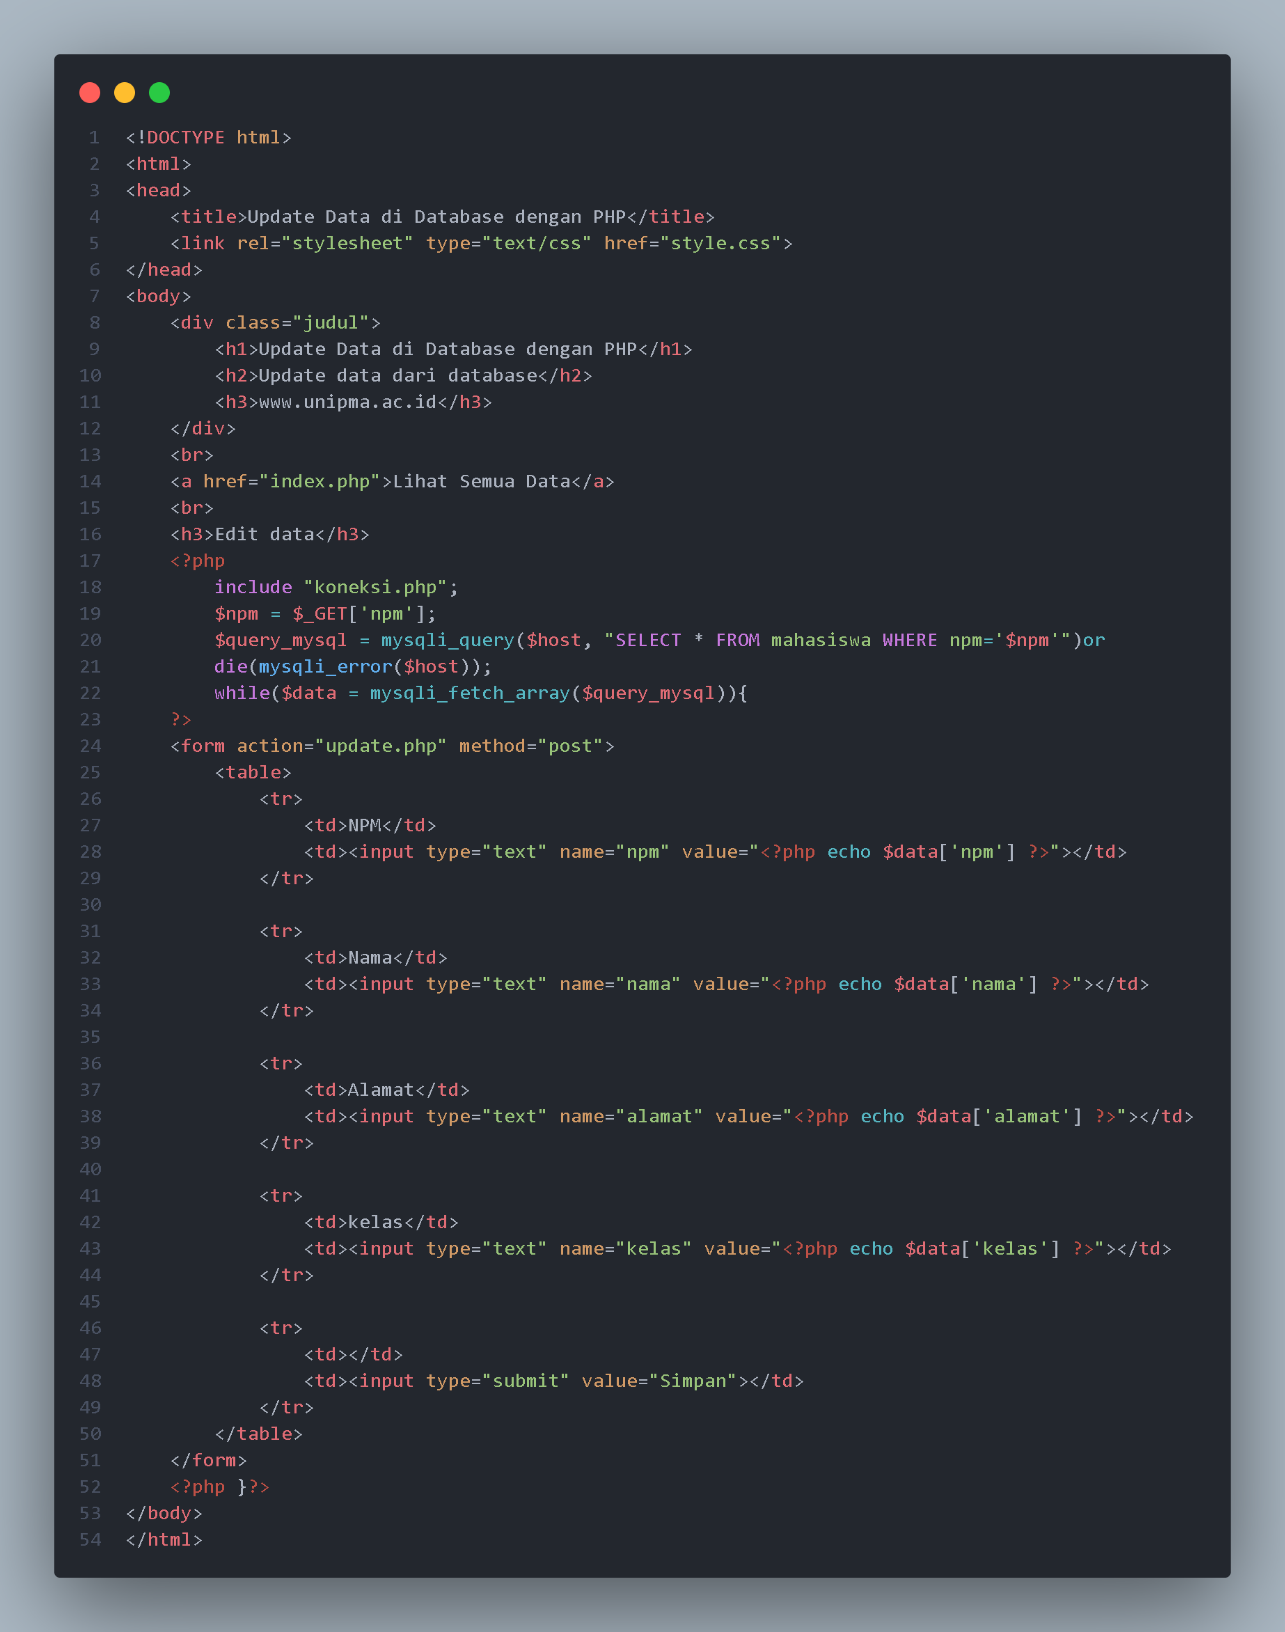 1 <!DOCTYPE html>
2 <html>
3 <head>
4     <title>Update Data di Database dengan PHP</title>
5     <link rel="stylesheet" type="text/css" href="style.css">
6 </head>
7 <body>
8     <div class="judul">
9         <h1>Update Data di Database dengan PHP</h1>
10         <h2>Update data dari database</h2>
11         <h3>www.unipma.ac.id</h3>
12     </div>
13     <br>
14     <a href="index.php">Lihat Semua Data</a>
15     <br>
16     <h3>Edit data</h3>
17     <?php
18         include "koneksi.php";
19         $npm = $_GET['npm'];
20         $query_mysql = mysqli_query($host, "SELECT * FROM mahasiswa WHERE npm='$npm'")or
21         die(mysqli_error($host));
22         while($data = mysqli_fetch_array($query_mysql)){
23     ?>
24     <form action="update.php" method="post">
25         <table>
26             <tr>
27                 <td>NPM</td>
28                 <td><input type="text" name="npm" value="<?php echo $data['npm'] ?>"></td>
29             </tr>
30
31             <tr>
32                 <td>Nama</td>
33                 <td><input type="text" name="nama" value="<?php echo $data['nama'] ?>"></td>
34             </tr>
35
36             <tr>
37                 <td>Alamat</td>
38                 <td><input type="text" name="alamat" value="<?php echo $data['alamat'] ?>"></td>
39             </tr>
40
41             <tr>
42                 <td>kelas</td>
43                 <td><input type="text" name="kelas" value="<?php echo $data['kelas'] ?>"></td>
44             </tr>
45
46             <tr>
47                 <td></td>
48                 <td><input type="submit" value="Simpan"></td>
49             </tr>
50         </table>
51     </form>
52     <?php }?>
53 </body>
54 </html>